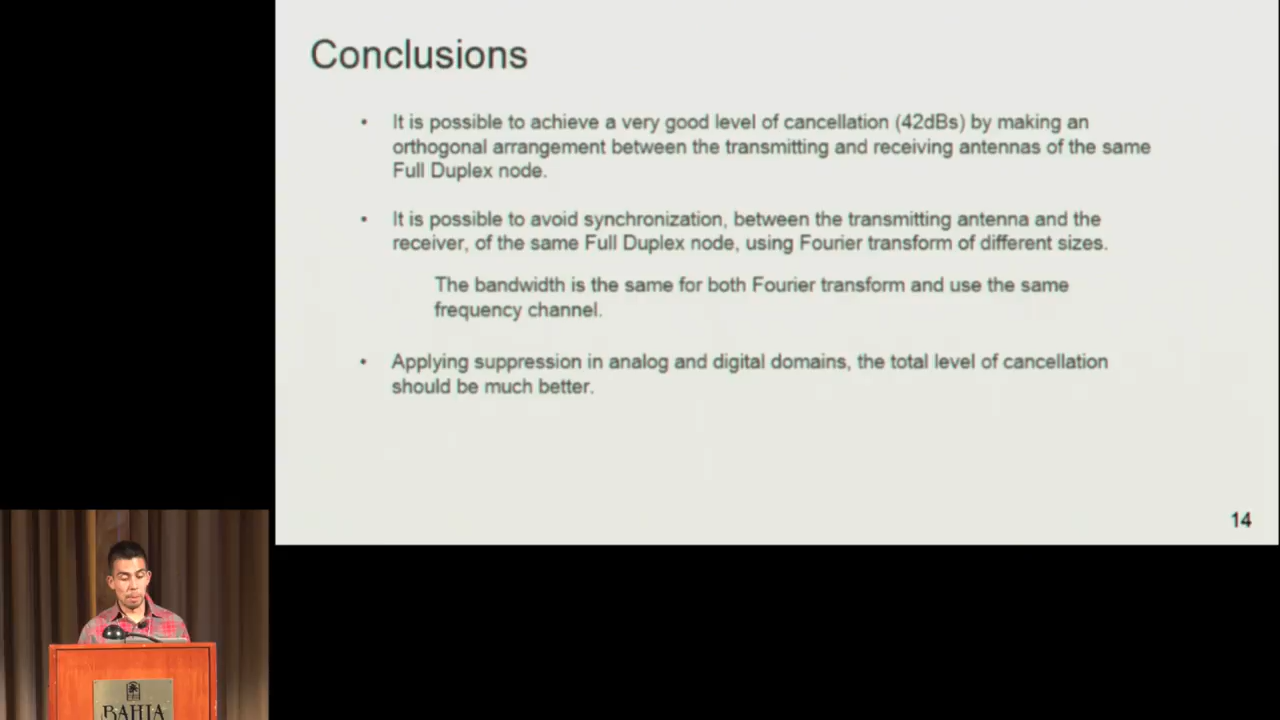 Conclusions
• It is possible to achieve a very good level of cancellation (42dBs) by making an
orthogonal arrangement between the transmitting and receiving antennas of the same
Full Duplex node.
• It is possible to avoid synchronization, between the transmitting antenna and the
receiver, of the same Full Duplex node, using Fourier transform of different sizes.
The bandwidth is the same for both Fourier transform and use the same
frequency channel.
• Applying suppression in analog and digital domains, the total level of cancellation
should be much better.
14
BAHIA